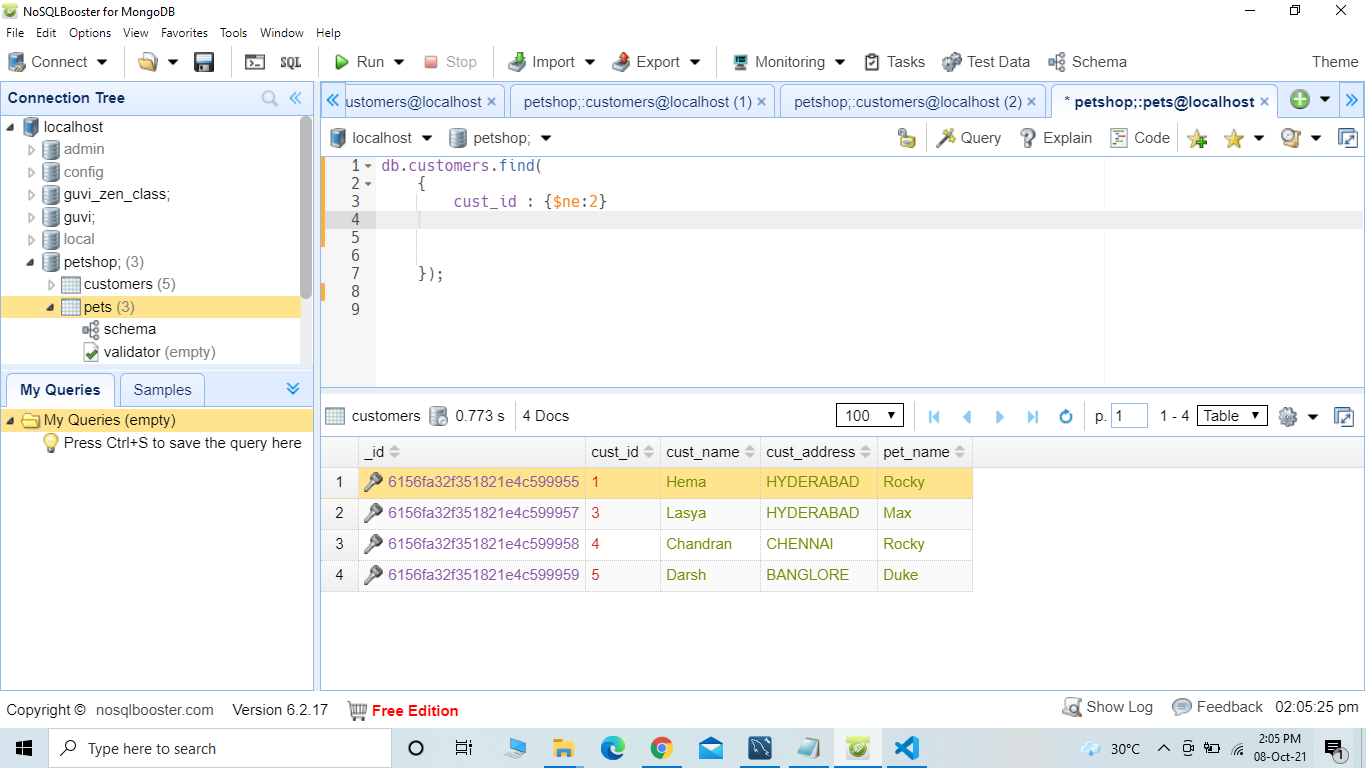 NoSQLBooster for MongoDB
File Edit Options View Favorites Tools Window Help
Connect SQL Run Stop Import Export Monitoring Tasks Test Data Schema Theme
Connection Tree
localhost
admin
config
guvi_zen_class;
guvi;
local
petshop; (3)
customers (5)
pets (3)
schema
validator (empty)
My Queries Samples
My Queries (empty)
Press Ctrl+S to save the query here
ustomers@localhost petshop;:customers@localhost (1) petshop;:customers@localhost (2) * petshop;:pets@localhost
localhost petshop; Query Explain Code
1 db.customers.find(
2 {
3 cust_id : {$ne:2}
4
5
6
7 });
8
9
customers 0.773 s 4 Docs 100 p. 1 1 - 4 Table
_id cust_id cust_name cust_address pet_name
1 6156fa32f351821e4c599955 1 Hema HYDERABAD Rocky
2 6156fa32f351821e4c599957 3 Lasya HYDERABAD Max
3 6156fa32f351821e4c599958 4 Chandran CHENNAI Rocky
4 6156fa32f351821e4c599959 5 Darsh BANGLORE Duke
Copyright © nosqlbooster.com Version 6.2.17 Free Edition Show Log Feedback 02:05:25 pm
Type here to search 30°C 2:05 PM
08-Oct-21 1